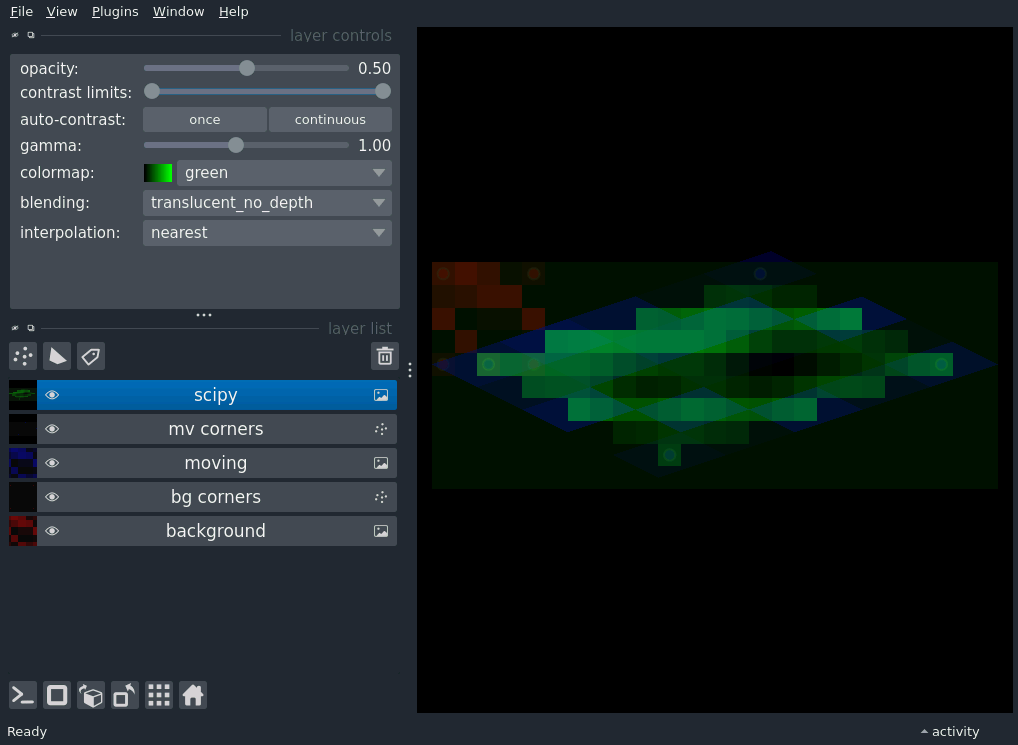 File View Plugins Window Help
layer controls
opacity: 0.50
contrast limits:
auto-contrast: once continuous
gamma: 1.00
colormap: green
blending: translucent_no_depth
interpolation: nearest
layer list
scipy
mv corners
moving
bg corners
background
Ready activity